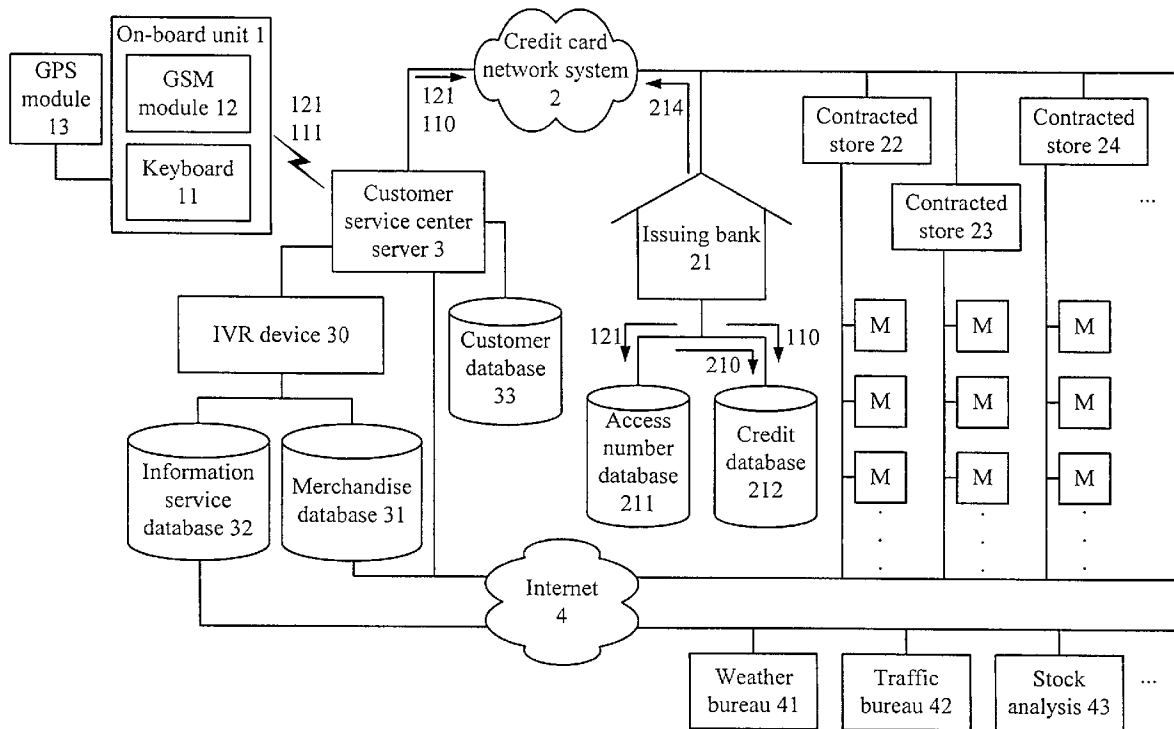 On-board unit 1
GPS
module
13
GSM
module 12
Keyboard
11
121
111
121
110
Credit card
network system
2
214
Contracted
store 22
Contracted
store 24
Contracted
store 23
...
Customer
service center
server 3
Issuing bank
21
IVR device 30
Customer
database
33
121
210
110
Access
number
database
211
Credit
database
212
M
M
M
M
M
M
M
M
M
Information
service
database 32
Merchandise
database 31
Internet
4
Weather
bureau 41
Traffic
bureau 42
Stock
analysis 43
...